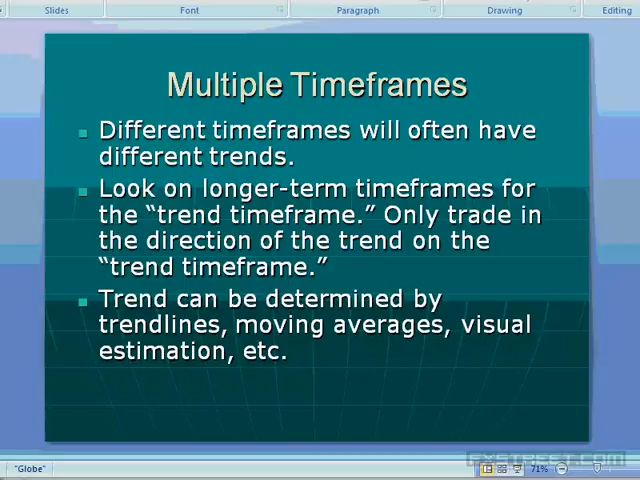 Slides Font Paragraph Drawing Editing
Multiple Timeframes
Different timeframes will often have
different trends.
Look on longer-term timeframes for
the “trend timeframe.” Only trade in
the direction of the trend on the
“trend timeframe.”
Trend can be determined by
trendlines, moving averages, visual
estimation, etc.
FXSTREET.COM
"Globe" 71%